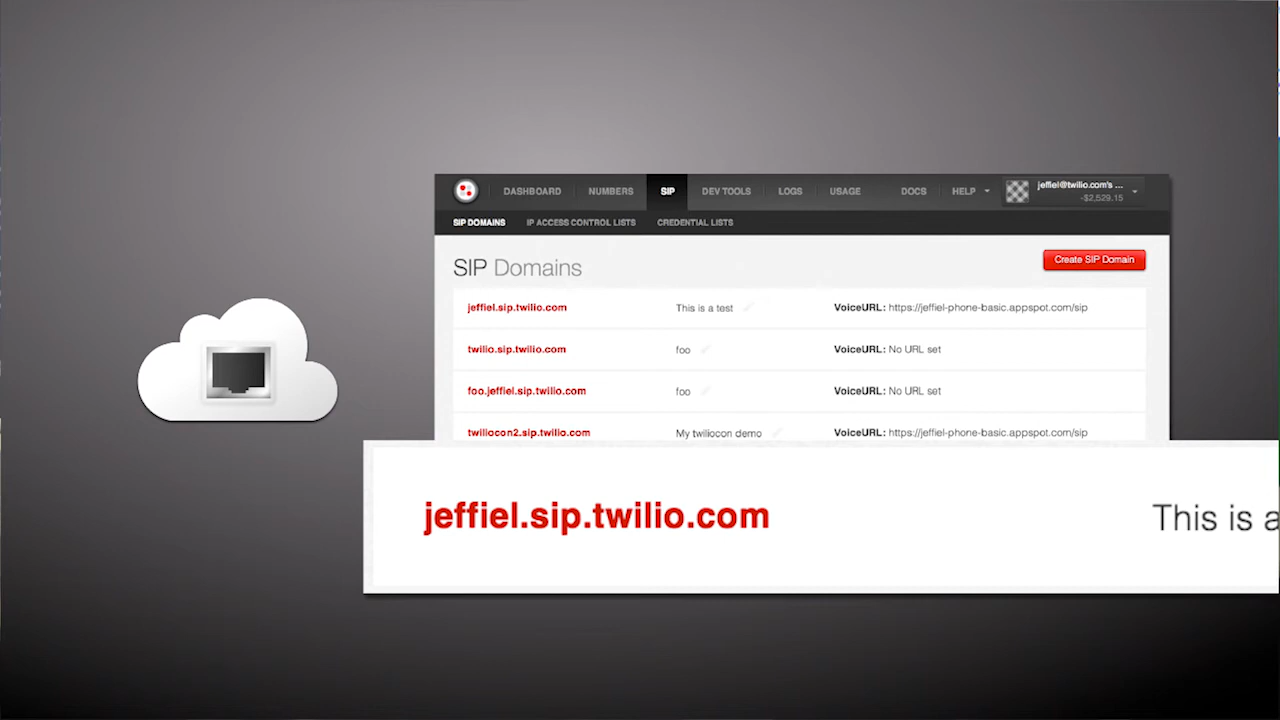 DASHBOARD NUMBERS SIP DEV TOOLS LOGS USAGE DOCS HELP jeffiel@twilio.com's ...
-$2,529.15
SIP DOMAINS IP ACCESS CONTROL LISTS CREDENTIAL LISTS
SIP Domains Create SIP Domain
jeffiel.sip.twilio.com This is a test VoiceURL: https://jeffiel-phone-basic.appspot.com/sip
twilio.sip.twilio.com foo VoiceURL: No URL set
foo.jeffiel.sip.twilio.com foo VoiceURL: No URL set
twiliocon2.sip.twilio.com My twiliocon demo VoiceURL: https://jeffiel-phone-basic.appspot.com/sip
jeffiel.sip.twilio.com This is a